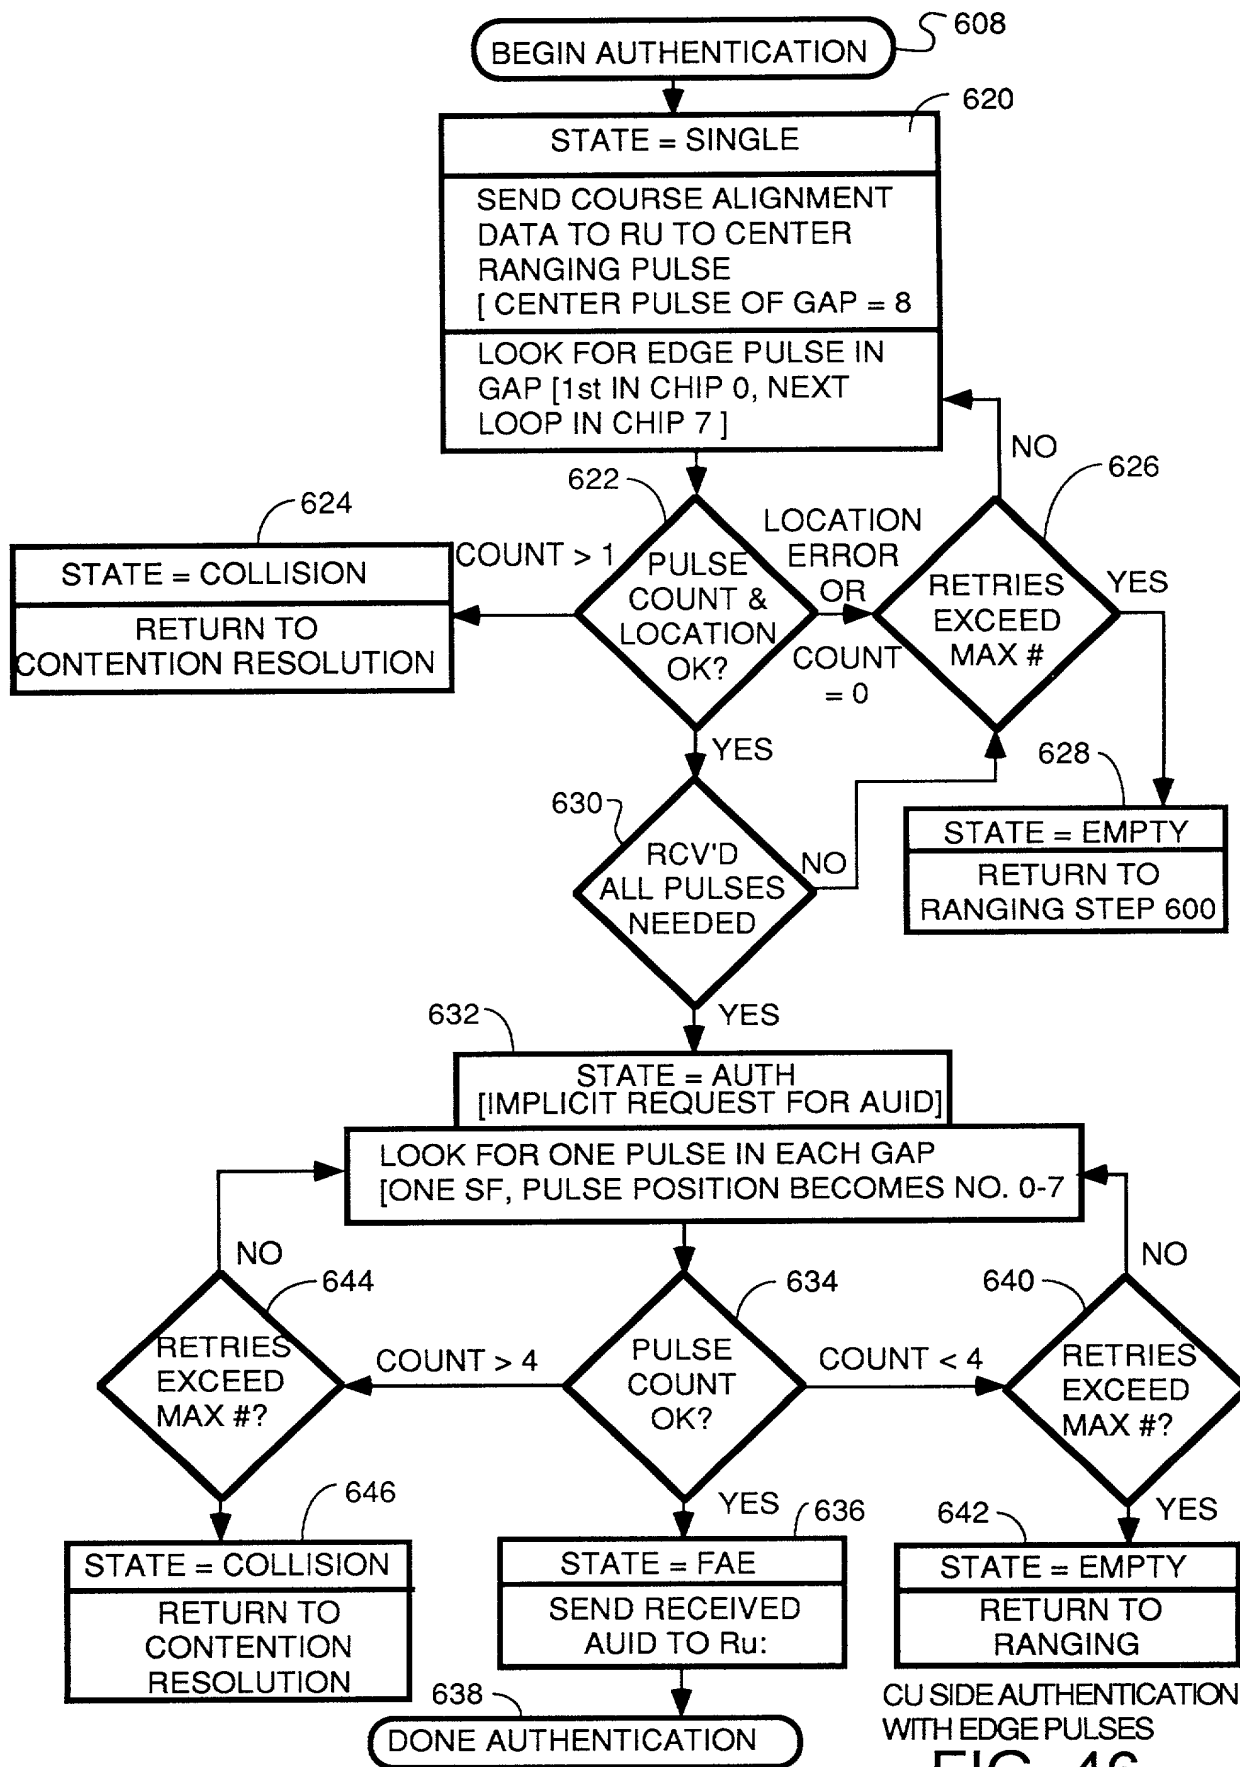 608
BEGIN AUTHENTICATION
620
STATE = SINGLE
SEND COURSE ALIGNMENT
DATA TO RU TO CENTER
RANGING PULSE
[ CENTER PULSE OF GAP = 8
LOOK FOR EDGE PULSE IN
GAP [1st IN CHIP 0, NEXT
LOOP IN CHIP 7 ]
NO
622
626
624
STATE = COLLISION
RETURN TO
CONTENTION RESOLUTION
COUNT > 1
PULSE
COUNT &
LOCATION
OK?
LOCATION
ERROR
OR
COUNT
= 0
RETRIES
EXCEED
MAX #
YES
YES
628
STATE = EMPTY
RETURN TO
RANGING STEP 600
630
RCV'D
ALL PULSES
NEEDED
NO
YES
632
STATE = AUTH
[IMPLICIT REQUEST FOR AUID]
LOOK FOR ONE PULSE IN EACH GAP
[ONE SF, PULSE POSITION BECOMES NO. 0-7
NO
NO
644
634
640
RETRIES
EXCEED
MAX #?
COUNT > 4
PULSE
COUNT
OK?
COUNT < 4
RETRIES
EXCEED
MAX #?
646
YES
636
YES
642
STATE = COLLISION
RETURN TO
CONTENTION
RESOLUTION
STATE = FAE
SEND RECEIVED
AUID TO Ru:
STATE = EMPTY
RETURN TO
RANGING
638
DONE AUTHENTICATION
CU SIDE AUTHENTICATION
WITH EDGE PULSES
FIG. 46